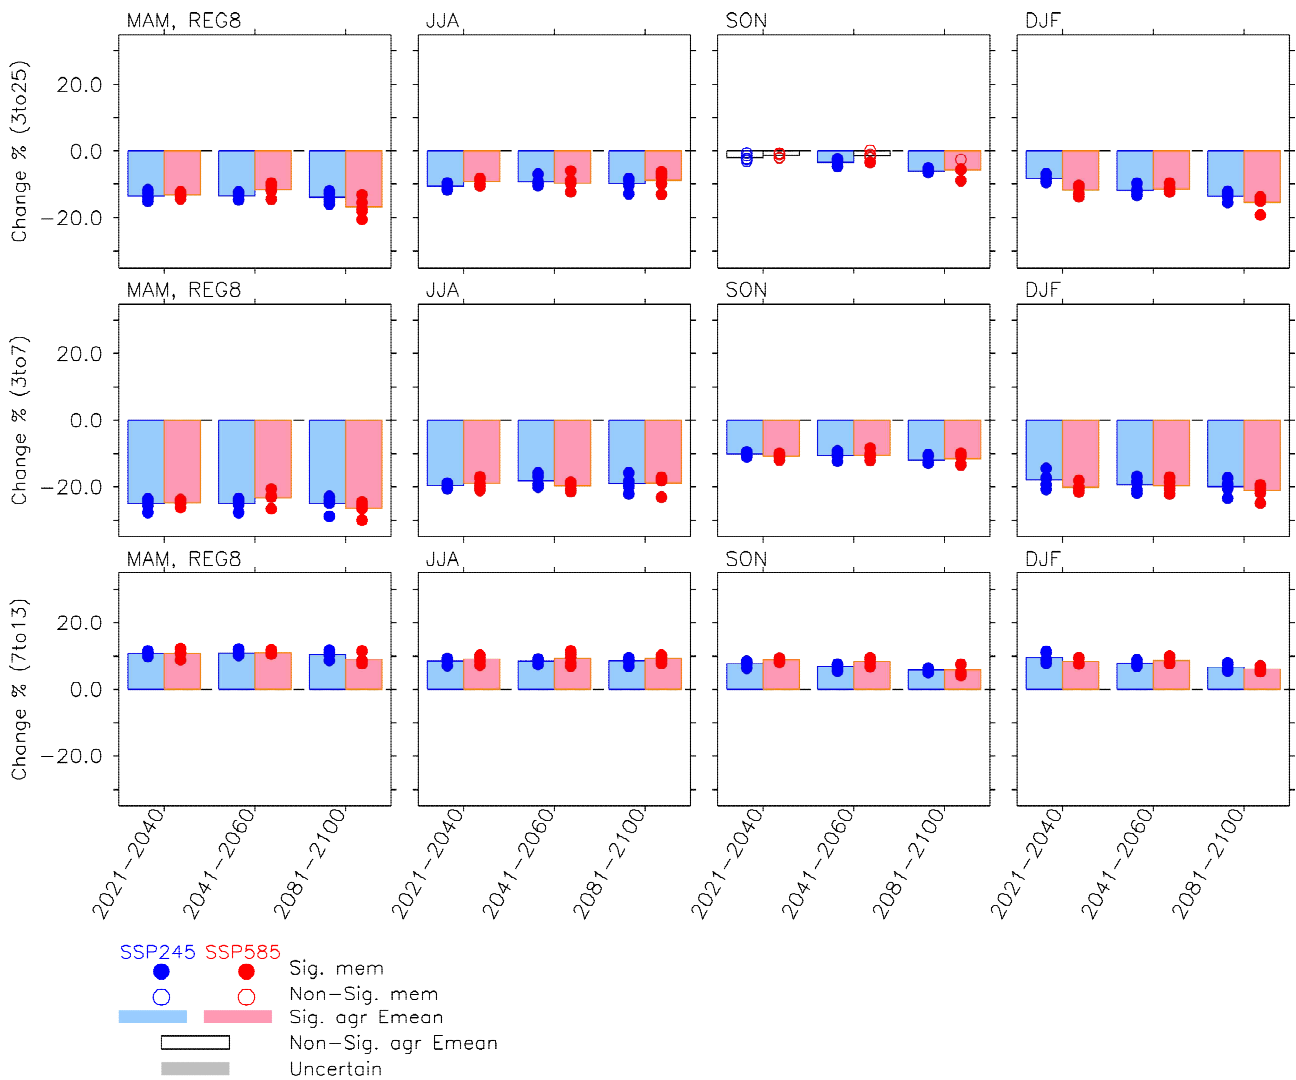 MAM, REG8 JJA SON DJF
Change % (3to25)
20.0
0.0
−20.0
MAM, REG8 JJA SON DJF
Change % (3to7)
20.0
0.0
−20.0
MAM, REG8 JJA SON DJF
Change % (7to13)
20.0
0.0
−20.0
2021−2040 2041−2060 2081−2100 2021−2040 2041−2060 2081−2100 2021−2040 2041−2060 2081−2100 2021−2040 2041−2060 2081−2100
SSP245 SSP585
Sig. mem
Non−Sig. mem
Sig. agr Emean
Non−Sig. agr Emean
Uncertain